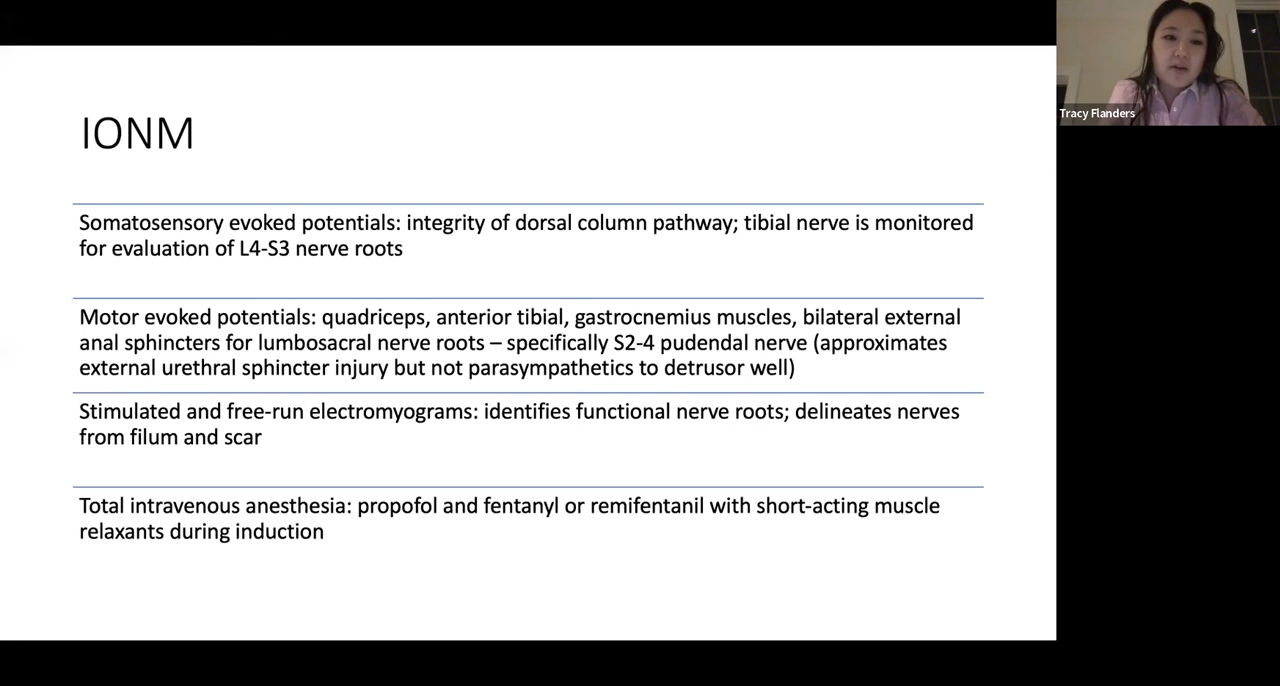 IONM
Somatosensory evoked potentials: integrity of dorsal column pathway; tibial nerve is monitored
for evaluation of L4-S3 nerve roots
Motor evoked potentials: quadriceps, anterior tibial, gastrocnemius muscles, bilateral external
anal sphincters for lumbosacral nerve roots – specifically S2-4 pudendal nerve (approximates
external urethral sphincter injury but not parasympathetics to detrusor well)
Stimulated and free-run electromyograms: identifies functional nerve roots; delineates nerves
from filum and scar
Total intravenous anesthesia: propofol and fentanyl or remifentanil with short-acting muscle
relaxants during induction
Tracy Flanders